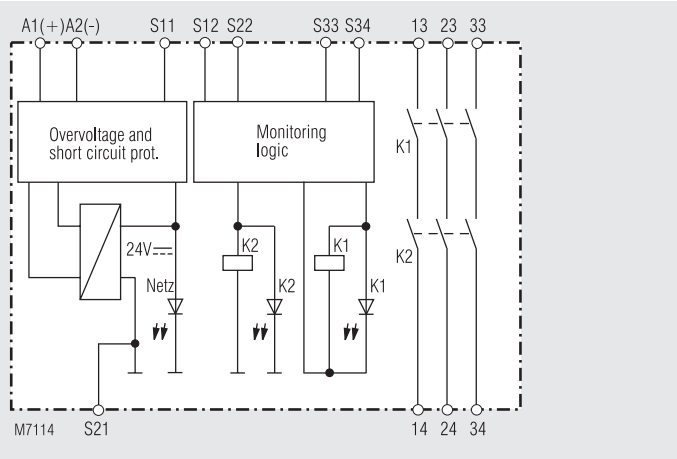 A1(+) A2(-) S11 S12 S22 S33 S34 13 23 33
Overvoltage and
short circuit prot.
Monitoring
logic
K1
24V
K2
K1
K2
Netz
K2
K1
M7114
S21
14 24 34